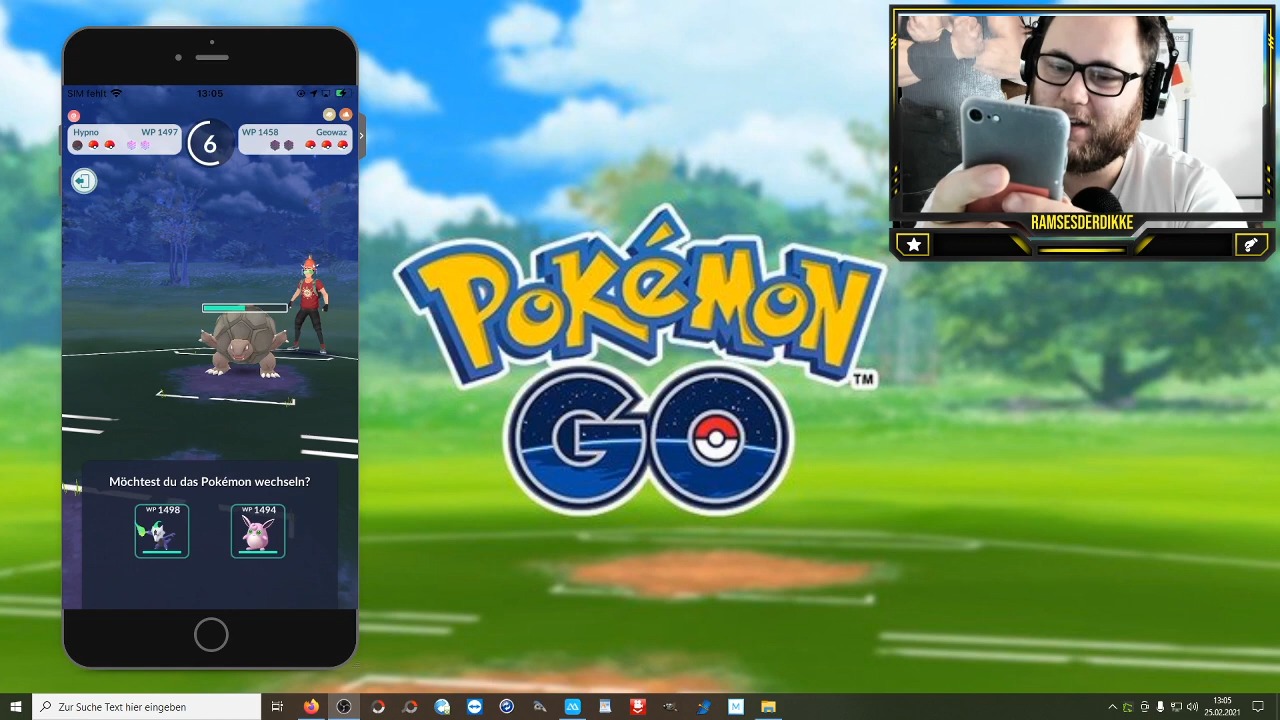 SIM fehlt
13:05
Hypno
WP 1497
6
WP 1458
Geowaz
Möchtest du das Pokémon wechseln?
WP 1498
WP 1494
POKÉMON
TM
GO
RAMSESDERDIKKE
Zur Suche Text hier eingeben
M
13:05
25.02.2021